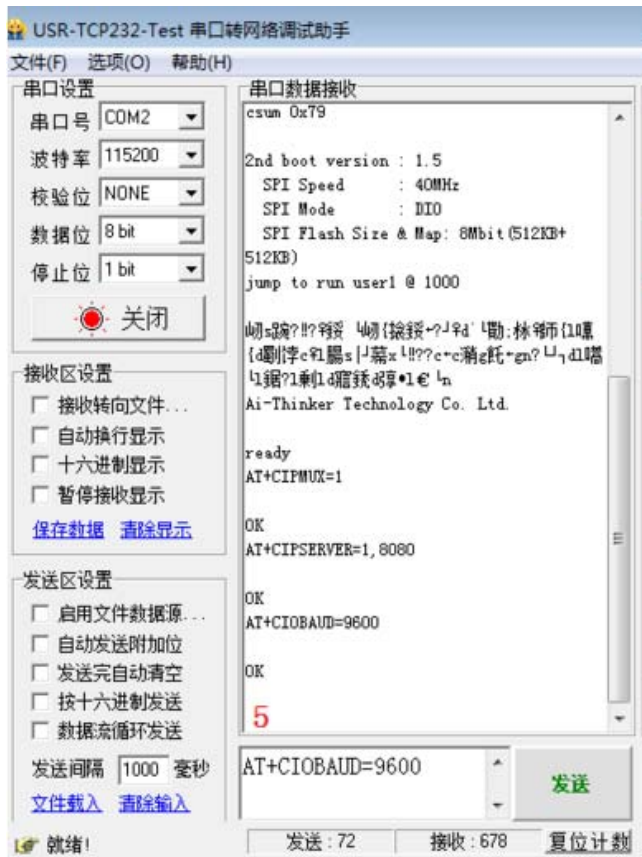 USR-TCP232-Test 串口转网络调试助手
文件(F) 选项(O) 帮助(H)
串口设置
串口号 COM2
波特率 115200
校验位 NONE
数据位 8 bit
停止位 1 bit
关闭
接收区设置
接收转向文件...
自动换行显示
十六进制显示
暂停接收显示
保存数据 清除显示
发送区设置
启用文件数据源...
自动发送附加位
发送完自动清空
按十六进制发送
数据流循环发送
发送间隔 1000 毫秒
文件载入 清除输入
串口数据接收
csum 0x79
2nd boot version : 1.5
SPI Speed : 40MHz
SPI Mode : DIO
SPI Flash Size & Map: 8Mbit(512KB+
512KB)
jump to run user1 @ 1000
Ai-Thinker Technology Co. Ltd.
ready
AT+CIPMUX=1
OK
AT+CIPSERVER=1,8080
OK
AT+CIOBAUD=9600
OK
5
AT+CIOBAUD=9600
发送
就绪!
发送 : 72
接收 : 678
复位计数